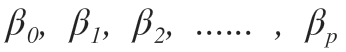 β₀, β₁, β₂, ...... , βₚ